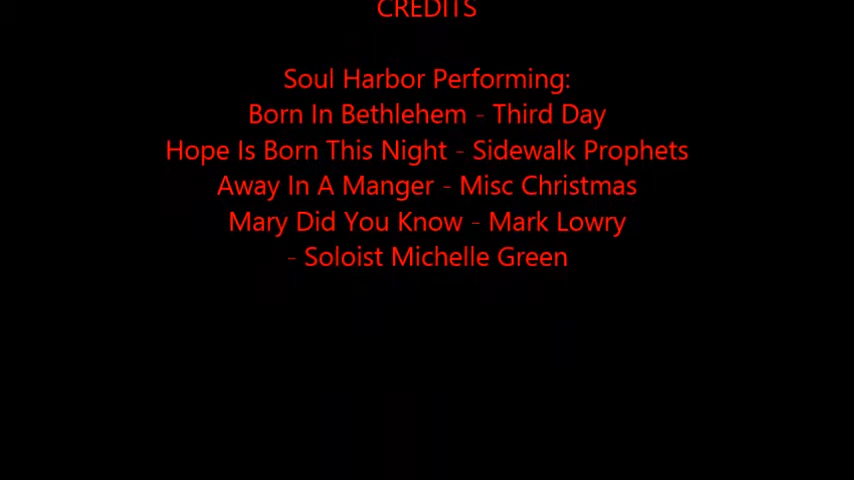 CREDITS
Soul Harbor Performing:
Born In Bethlehem - Third Day
Hope Is Born This Night - Sidewalk Prophets
Away In A Manger - Misc Christmas
Mary Did You Know - Mark Lowry
- Soloist Michelle Green